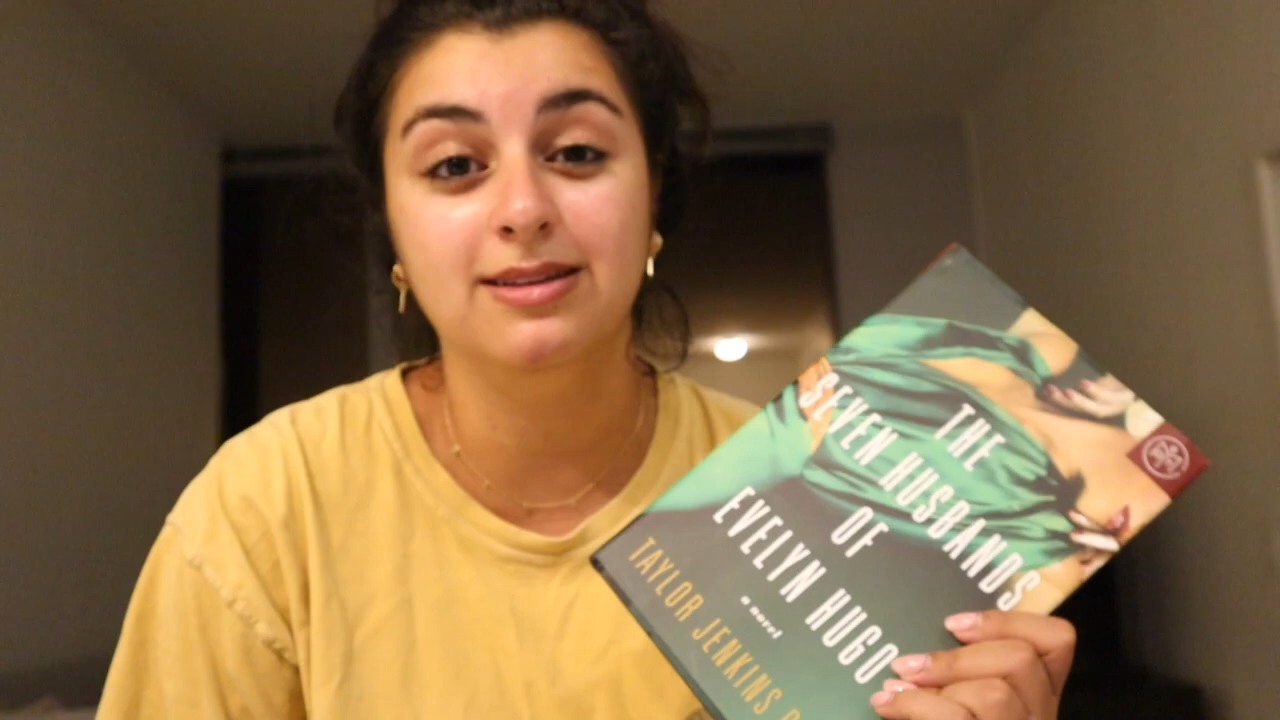 THE
SEVEN HUSBANDS
OF
EVELYN HUGO
a novel
TAYLOR JENKINS